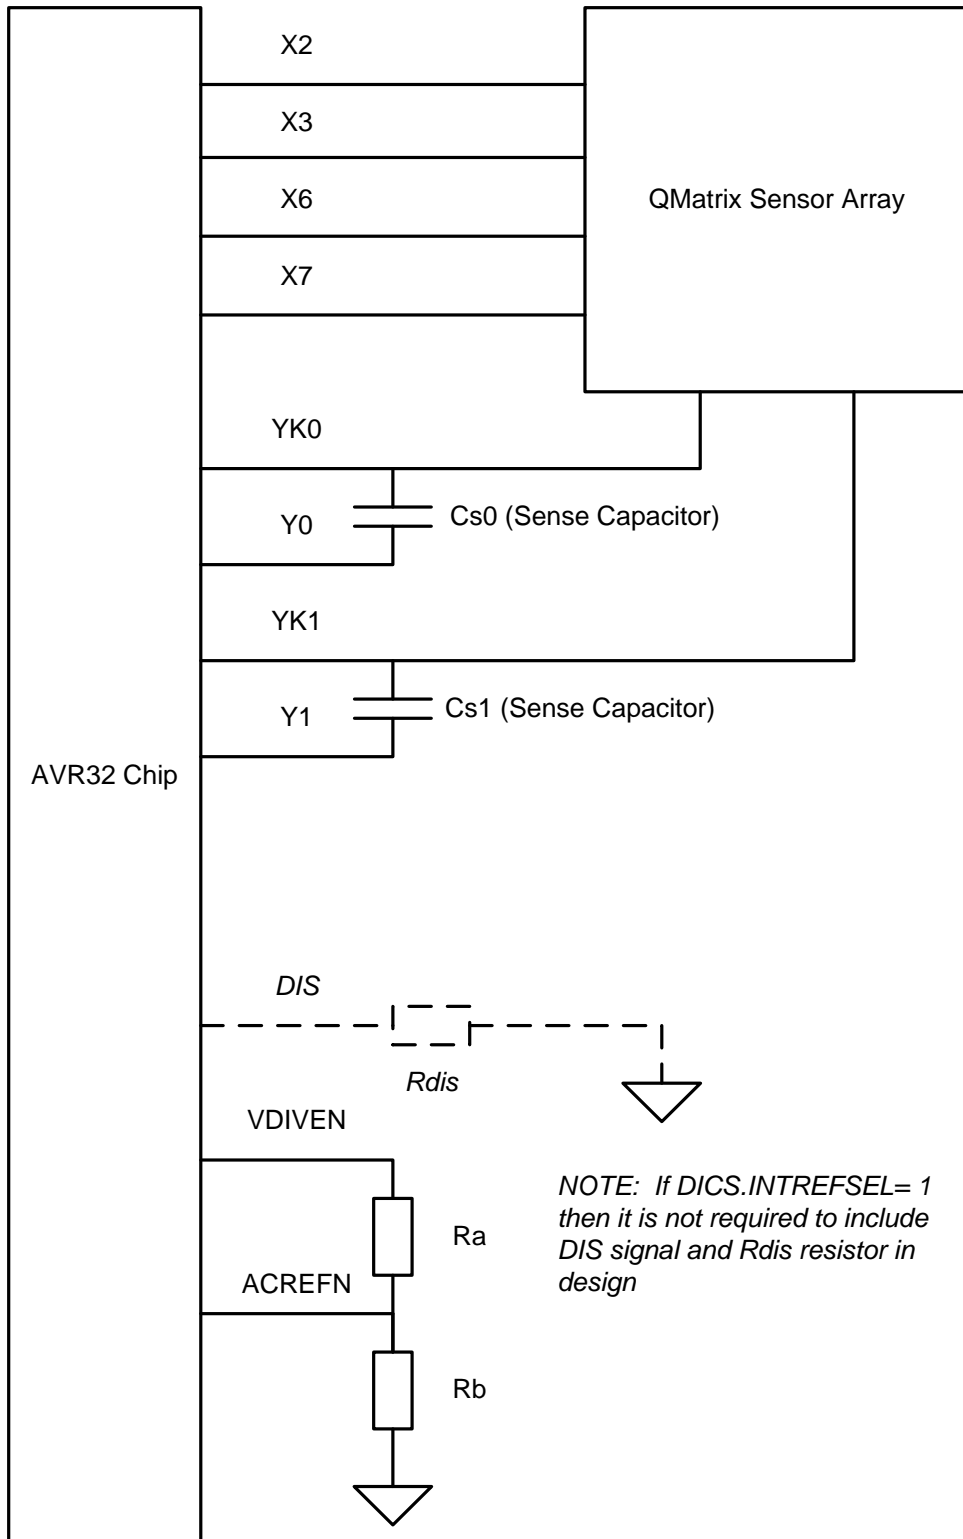 X2
X3
X6
X7
QMatrix Sensor Array
YK0
Y0
Cs0 (Sense Capacitor)
YK1
Y1
Cs1 (Sense Capacitor)
AVR32 Chip
DIS
Rdis
VDIVEN
NOTE:  If DICS.INTREFSEL= 1
then it is not required to include
DIS signal and Rdis resistor in
design
Ra
ACREFN
Rb